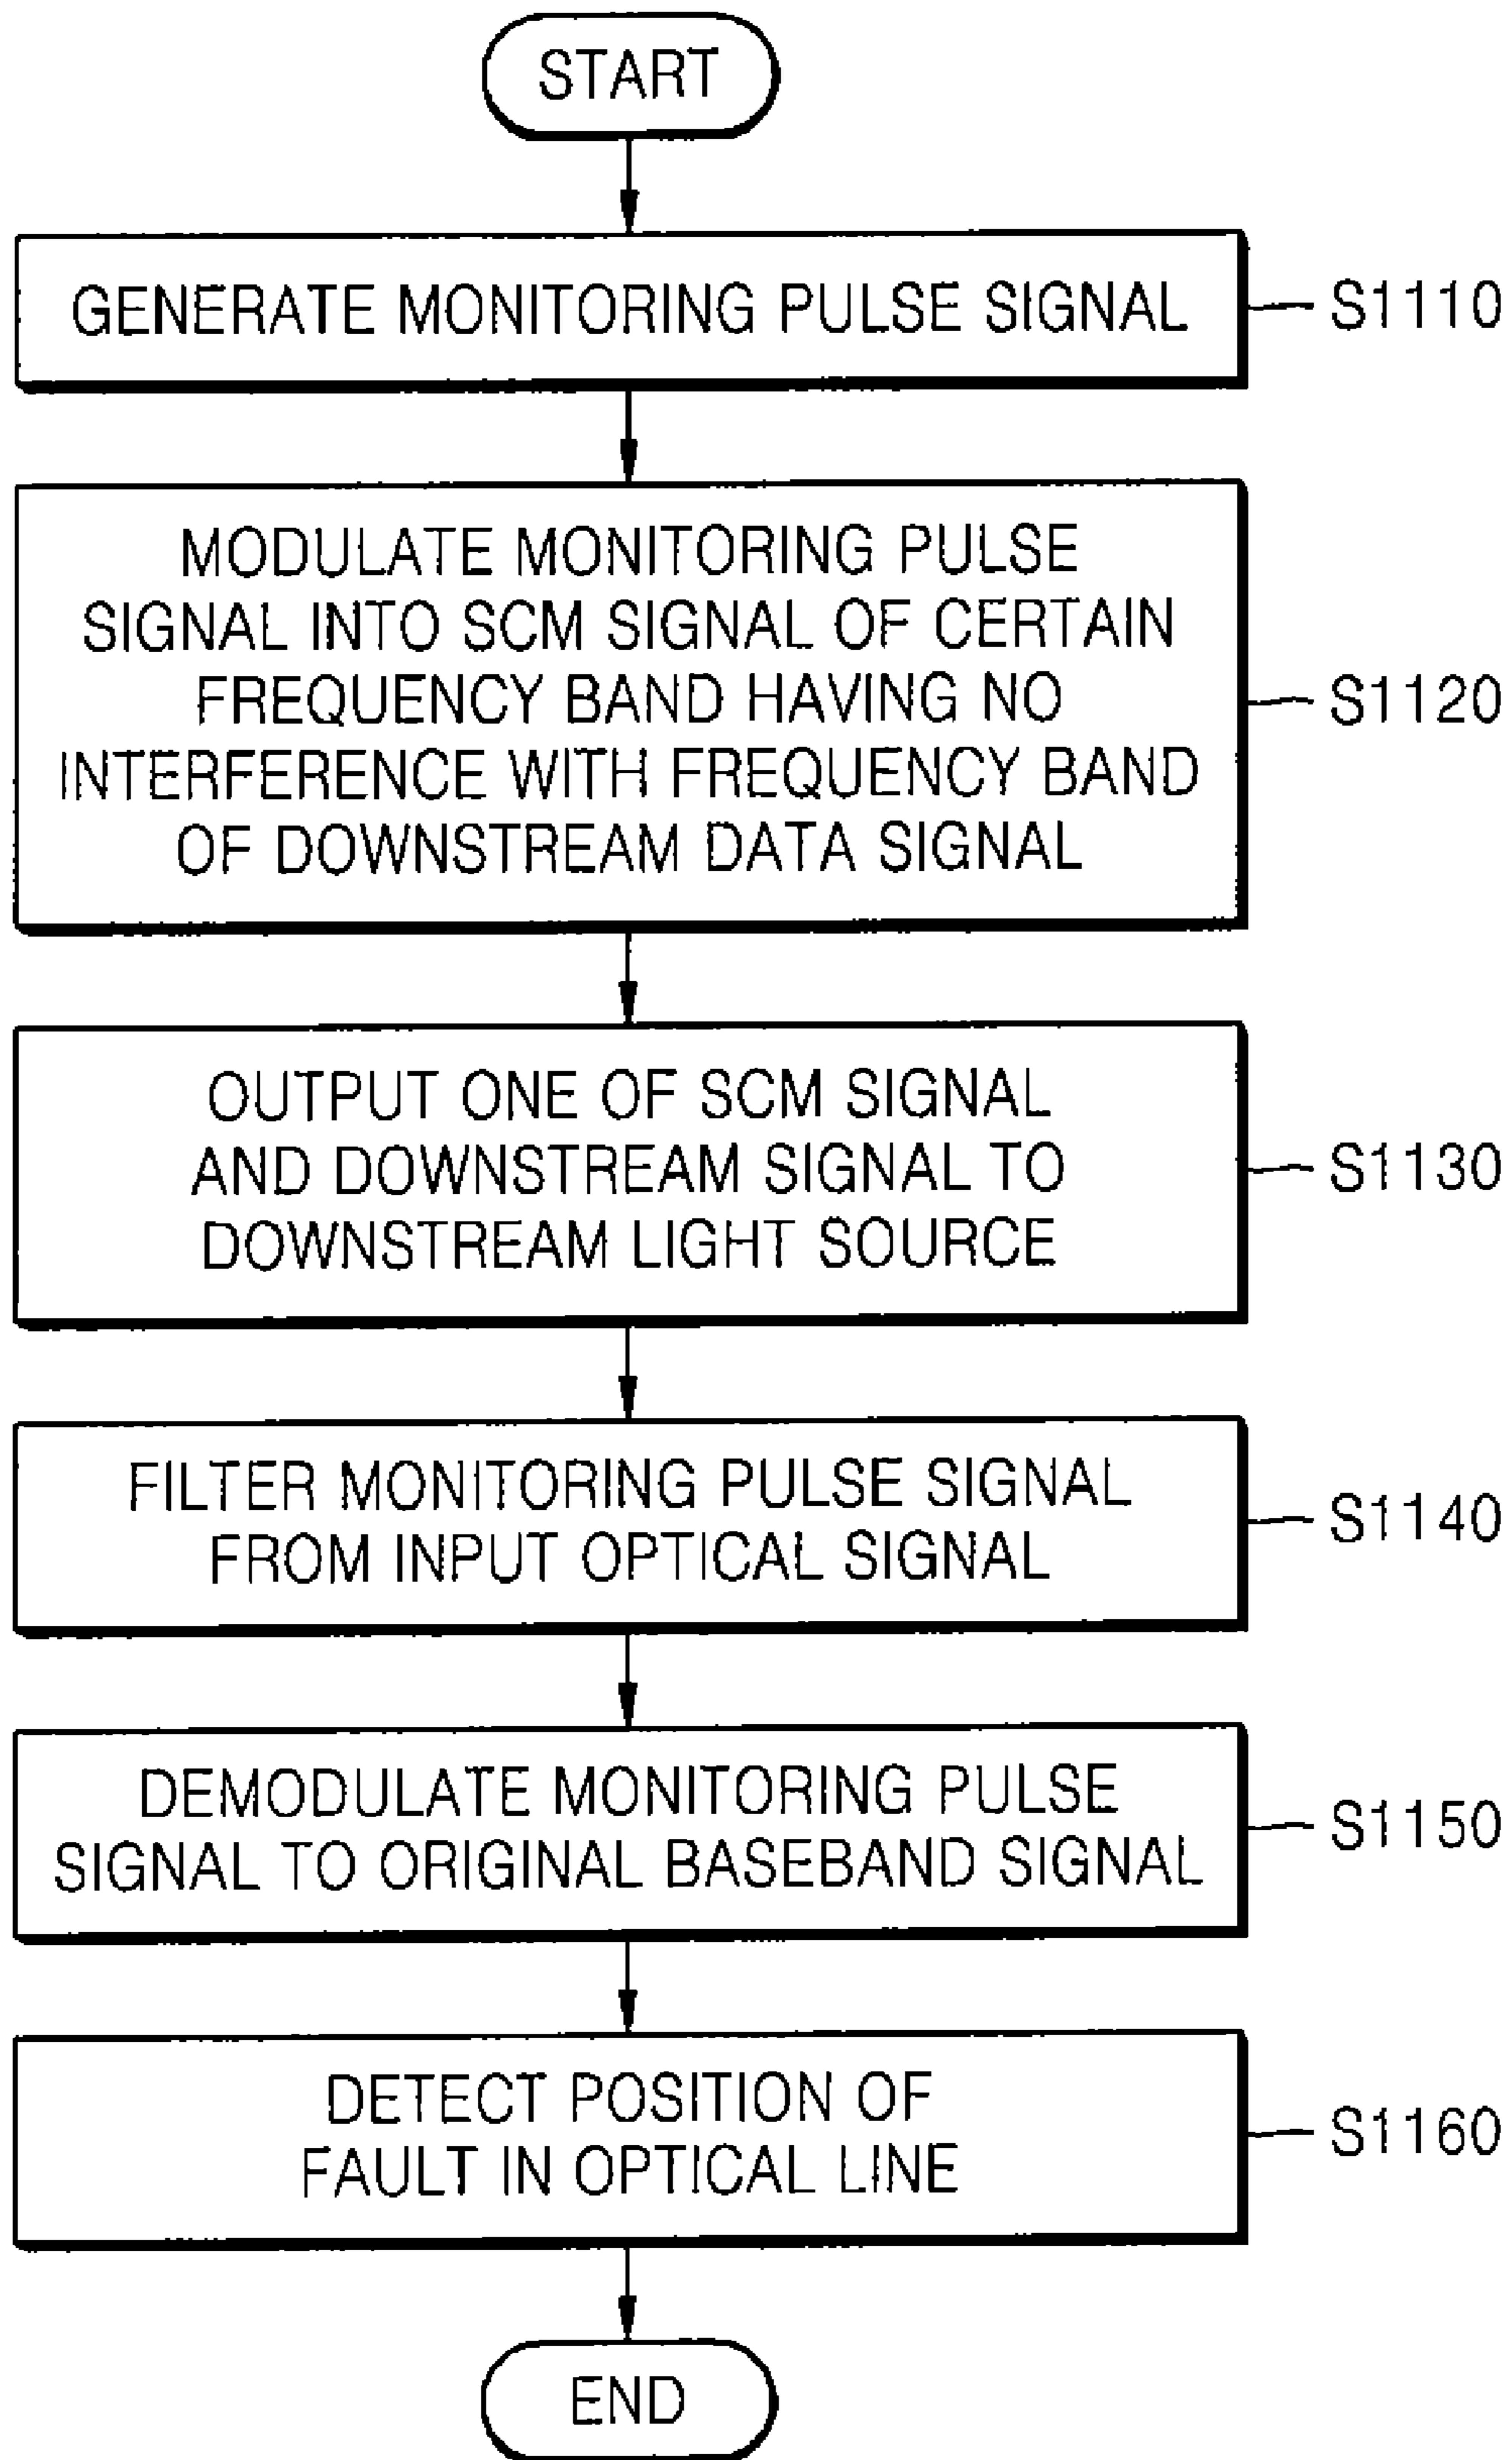 START
GENERATE MONITORING PULSE SIGNAL
S1110
MODULATE MONITORING PULSE
SIGNAL INTO SCM SIGNAL OF CERTAIN
FREQUENCY BAND HAVING NO
INTERFERENCE WITH FREQUENCY BAND
OF DOWNSTREAM DATA SIGNAL
S1120
OUTPUT ONE OF SCM SIGNAL
AND DOWNSTREAM SIGNAL TO
DOWNSTREAM LIGHT SOURCE
S1130
FILTER MONITORING PULSE SIGNAL
FROM INPUT OPTICAL SIGNAL
S1140
DEMODULATE MONITORING PULSE
SIGNAL TO ORIGINAL BASEBAND SIGNAL
S1150
DETECT POSITION OF
FAULT IN OPTICAL LINE
S1160
END